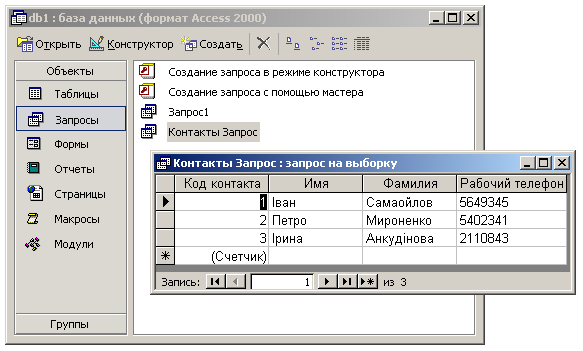 db1 : база данных (формат Access 2000)
Открыть Конструктор Создать
Объекты
Таблицы
Запросы
Формы
Отчеты
Страницы
Макросы
Модули
Группы
Создание запроса в режиме конструктора
Создание запроса с помощью мастера
Запрос1
Контакты Запрос
Контакты Запрос : запрос на выборку
Код контакта Имя Фамилия Рабочий телефон
1 Іван Самаойлов 5649345
2 Петро Мироненко 5402341
3 Ірина Анкудінова 2110843
(Счетчик)
Запись: 1 из 3